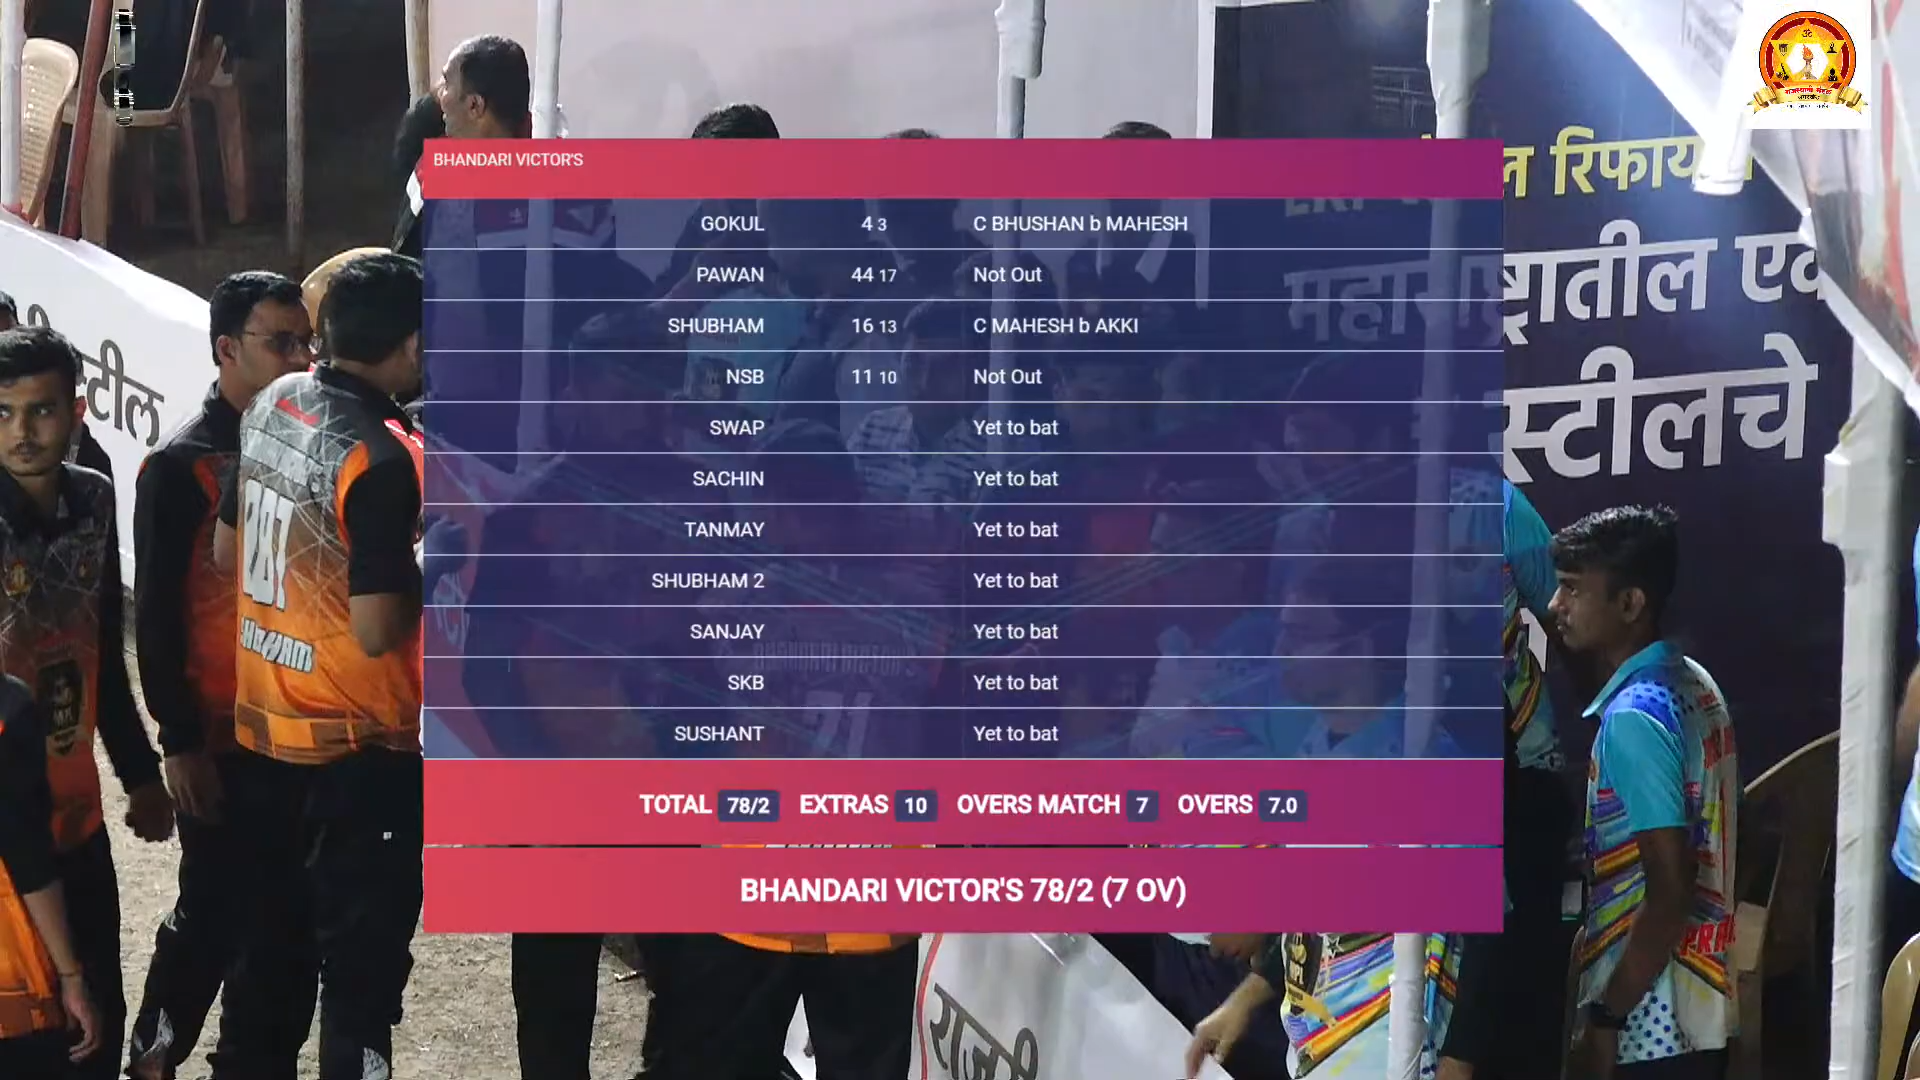 BHANDARI VICTOR'S
GOKUL 4 3 C BHUSHAN b MAHESH
PAWAN 44 17 Not Out
SHUBHAM 16 13 C MAHESH b AKKI
NSB 11 10 Not Out
SWAP Yet to bat
SACHIN Yet to bat
TANMAY Yet to bat
SHUBHAM 2 Yet to bat
SANJAY Yet to bat
SKB Yet to bat
SUSHANT Yet to bat
TOTAL 78/2 EXTRAS 10 OVERS MATCH 7 OVERS 7.0
BHANDARI VICTOR'S 78/2 (7 OV)
स्टीलचे
टील
SHUBHAM